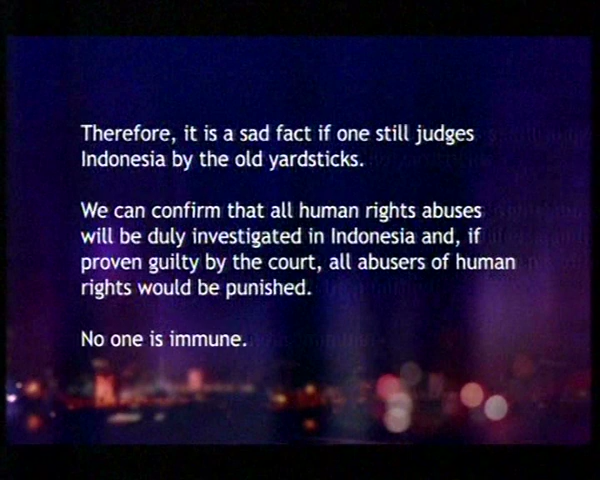 Therefore, it is a sad fact if one still judges
Indonesia by the old yardsticks.
We can confirm that all human rights abuses
will be duly investigated in Indonesia and, if
proven guilty by the court, all abusers of human
rights would be punished.
No one is immune.